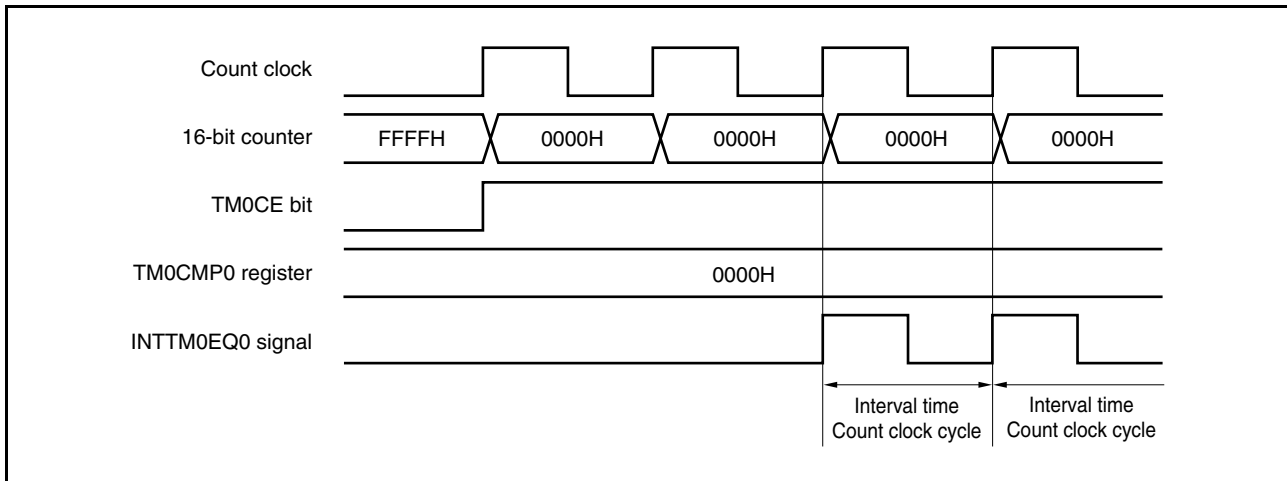 Count clock
16-bit counter FFFFH 0000H 0000H 0000H 0000H
TM0CE bit
TM0CMP0 register 0000H
INTTM0EQ0 signal
Interval time Interval time
Count clock cycle Count clock cycle